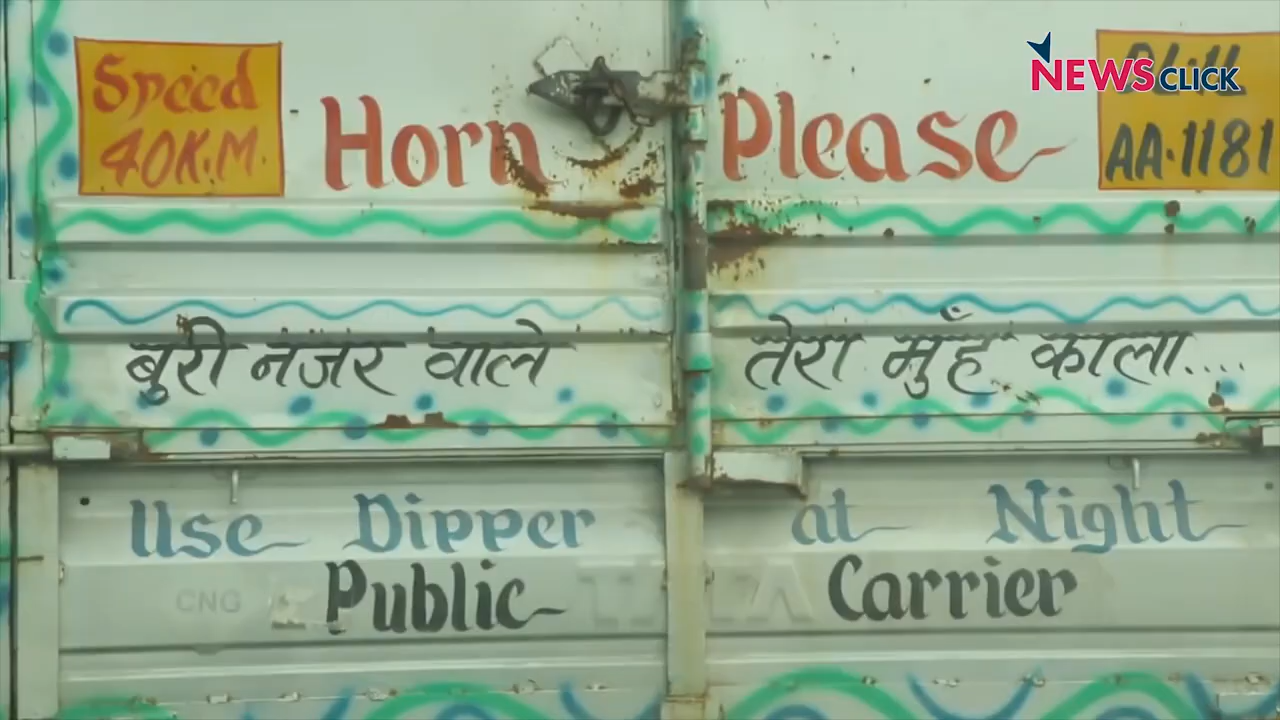 NEWSCLICK
Speed
40K.M.
Horn Please
AA.1181
बुरी नजर वाले तेरा मुँह काला....
Use Dipper at Night
CNG
Public Carrier